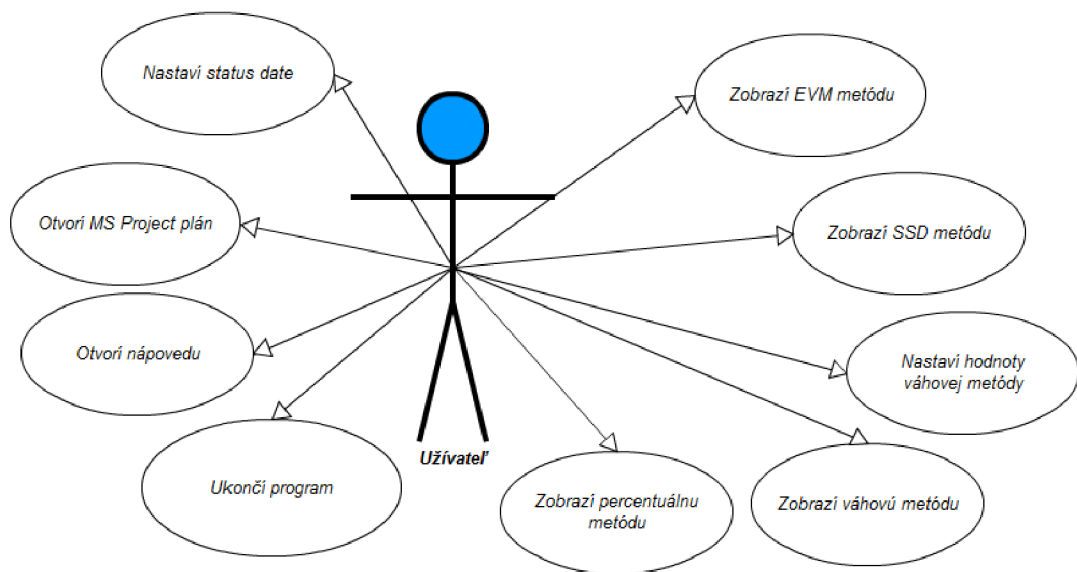 Nastaví status date
Zobrazí EVM metódu
Otvorí MS Project plán
Zobrazí SSD metódu
Otvorí nápovedu
Nastaví hodnoty
váhovej metódy
Užívateľ
Ukončí program
Zobrazí percentuálnu
metódu
Zobrazí váhovú metódu